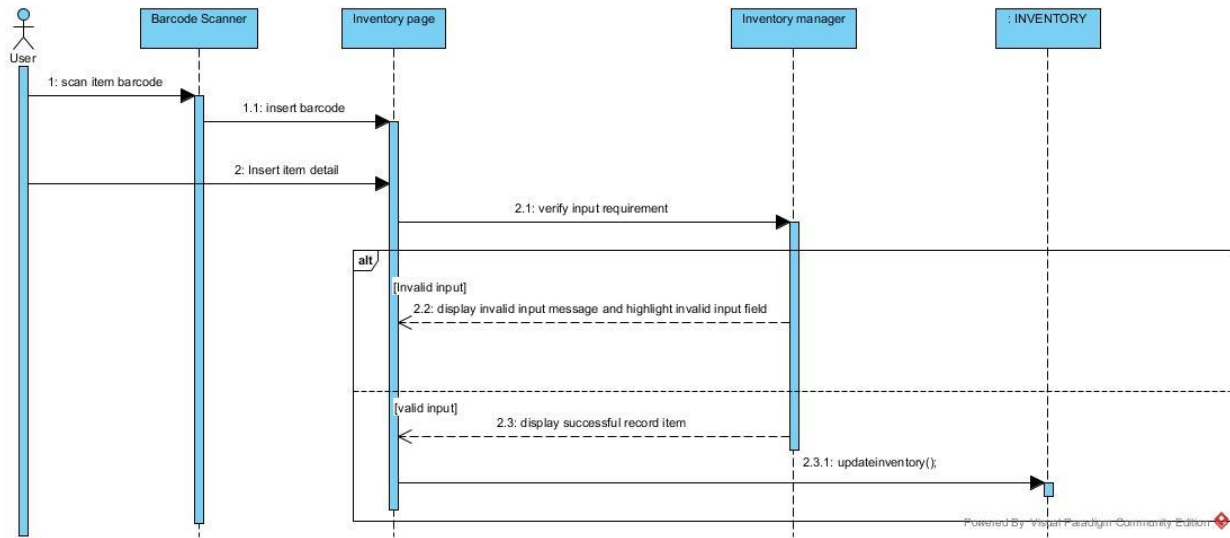 Barcode Scanner
Inventory page
Inventory manager
: INVENTORY
User
1: scan item barcode
1.1: insert barcode
2: Insert item detail
2.1: verify input requirement
alt
[Invalid input]
2.2: display invalid input message and highlight invalid input field
[valid input]
2.3: display successful record item
2.3.1: updateinventory();
Powered By Visual Paradigm Community Edition